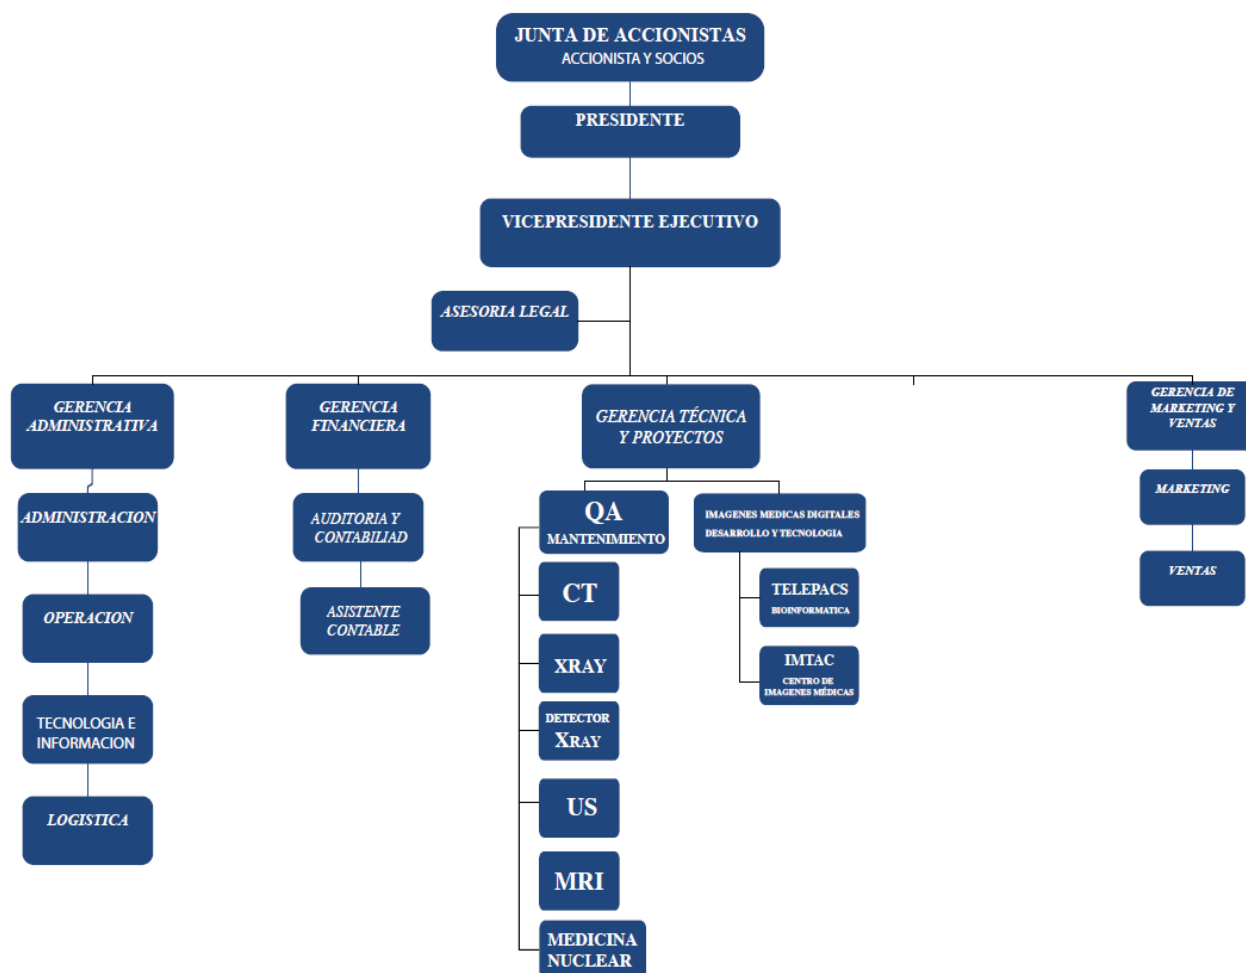 JUNTA DE ACCIONISTAS
ACCIONISTA Y SOCIOS
PRESIDENTE
VICEPRESIDENTE EJECUTIVO
ASESORIA LEGAL
GERENCIA
ADMINISTRATIVA
ADMINISTRACION
OPERACION
TECNOLOGIA E
INFORMACION
LOGISTICA
GERENCIA
FINANCIERA
AUDITORIA Y
CONTABILIAD
ASISTENTE
CONTABLE
GERENCIA TÉCNICA
Y PROYECTOS
QA
MANTENIMIENTO
CT
XRAY
DETECTOR
XRAY
US
MRI
MEDICINA
NUCLEAR
IMAGENES MEDICAS DIGITALES
DESARROLLO Y TECNOLOGIA
TELEPACS
BIOINFORMATICA
IMTAC
CENTRO DE
IMAGENES MÉDICAS
GERENCIA DE
MARKETING Y
VENTAS
MARKETING
VENTAS